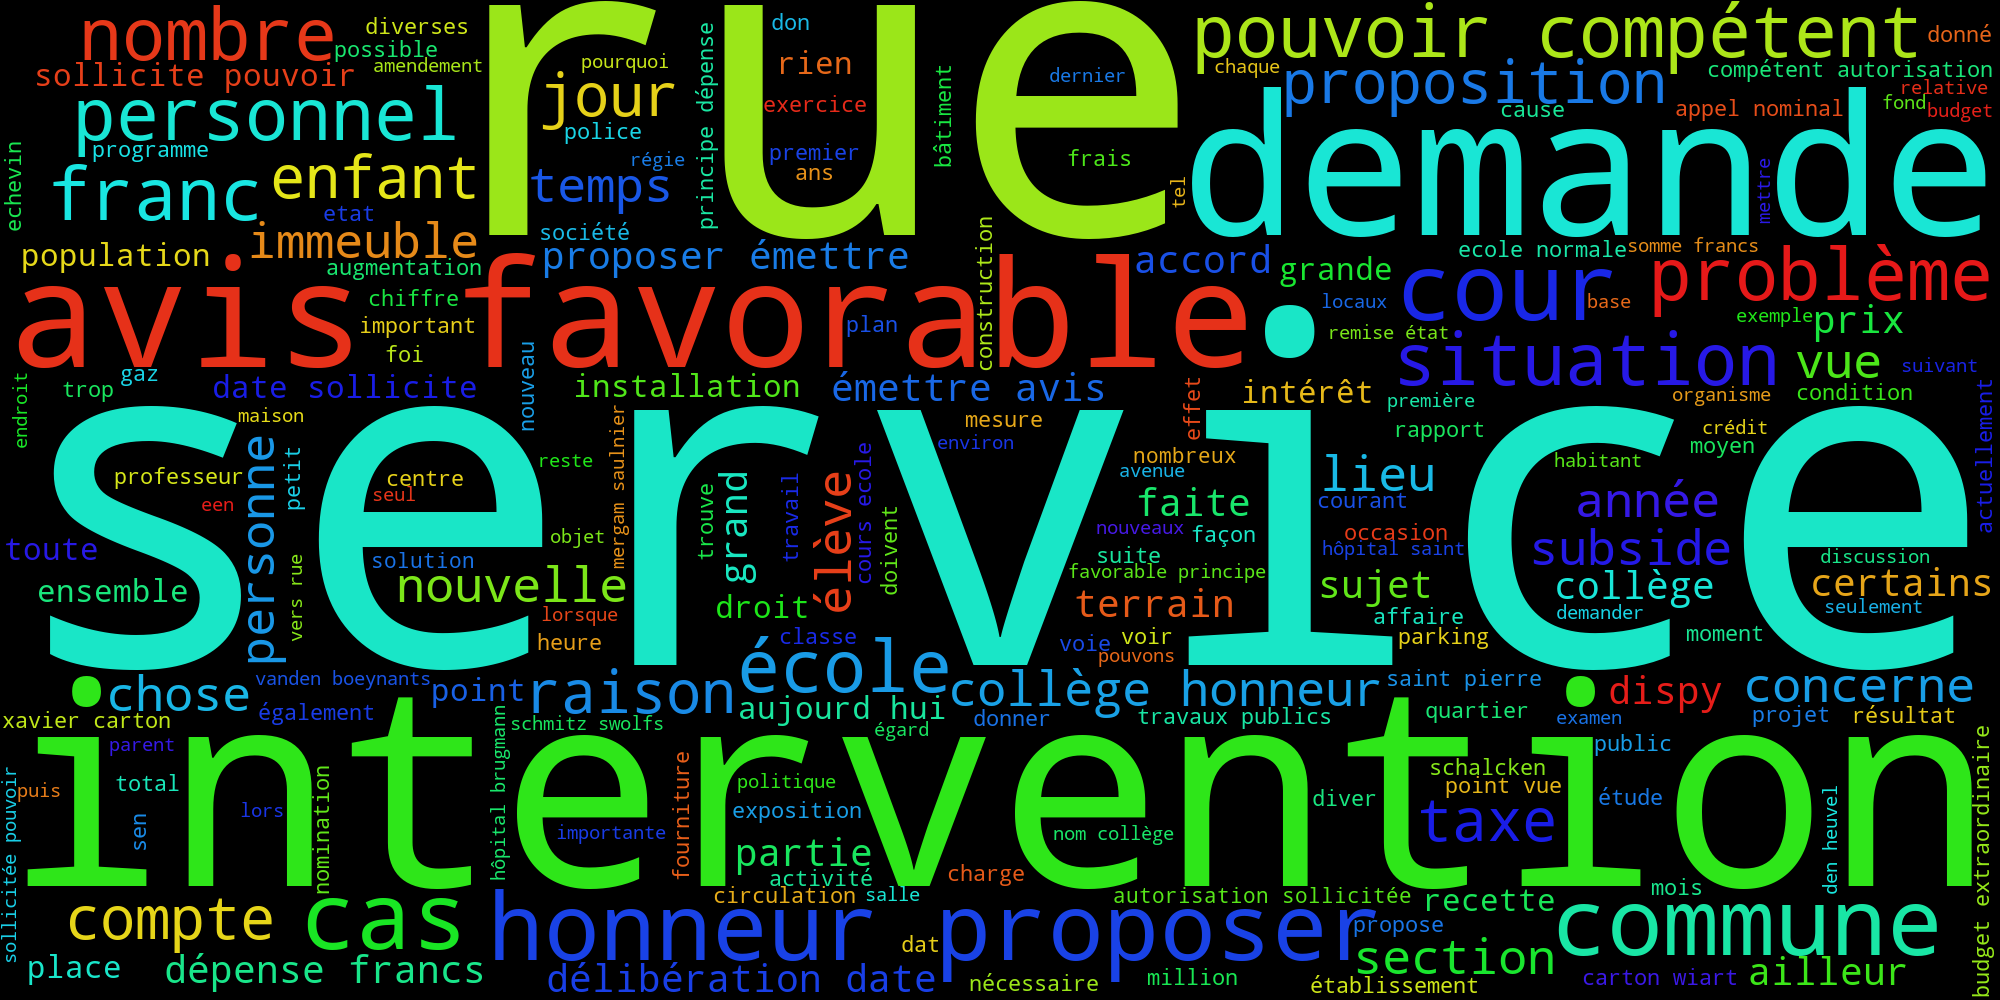 rue
service
intervention
demande
avis favorable
honneur proposer
pouvoir compétent
nombre
diverses
possible
amendement
sollicite pouvoir
personnel
programme
franc
enfant
etat
echevin
population
immeuble
augmentation
chiffre
important
foi
jour
pourquoi
police
régie
temps
société
proposer émettre
principe dépense
don
rien
exercice
premier
ans
bâtiment
dernier
frais
tel
chaque
proposition
donné
compétent autorisation
relative
fond
budget
appel nominal
cause
mettre
ecole normale
somme francs
problème
cour
base
accord
grande
locaux
remise état
exemple
prix
situation
vue
suivant
construction
plan
endroit
trop
gaz
date sollicite
nouveau
installation
émettre avis
effet
intérêt
première
organisme
condition
rapport
crédit
moyen
actuellement
maison
mesure
environ
mergam saulnier
personne
petit
professeur
centre
seul
een
reste
trouve
grand
travail
élève
cours ecole
doivent
nombreux
avenue
faite
nouveaux
façon
suite
lieu
courant
occasion
hôpital saint
habitant
année
subside
discussion
toute
ensemble
vers rue
solution
objet
nouvelle
lorsque
heure
droit
classe
favorable principe
terrain
voie
voir
pouvons
sujet
affaire
parking
collège
demander
certains
seulement
moment
chose
vanden boeynants
également
point
raison
école
collège honneur
saint pierre
dispy
concerne
xavier carton
schmitz swolfs
aujourd hui
égard
donner
travaux publics
quartier
examen
projet
résultat
parent
total
puis
sen
lors
nomination
hôpital brugmann
importante
fourniture
politique
exposition
partie
activité
nom collège
diver
schalcken
point vue
public
étude
taxe
den heuvel
budget extraordinaire
sollicitée pouvoir
compte
cas
circulation
salle
charge
autorisation sollicitée
recette
mois
commune
place
dépense francs
délibération date
dat
nécessaire
million
propose
section
établissement
carton wiart
ailleur